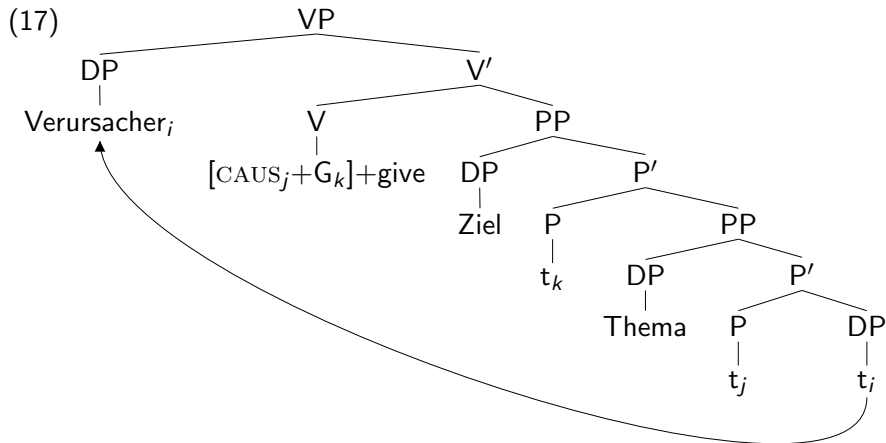 (17)
VP
DP V′
Verursacher_i V PP
[CAUS_j+G_k]+give DP P′
Ziel P PP
t_k DP P′
Thema P DP
t_j t_i